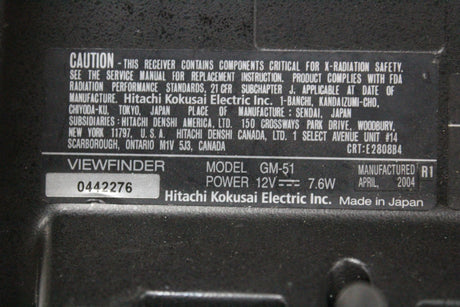 CAUTION - THIS RECEIVER CONTAINS COMPONENTS CRITICAL FOR X-RADIATION SAFETY.
SEE THE SERVICE MANUAL FOR REPLACEMENT INSTRUCTION. PRODUCT COMPLIES WITH FDA
RADIATION PERFORMANCE STANDARDS, 21 CFR SUBCHAPTER J. APPLICABLE AT DATE OF
MANUFACTURE. Hitachi Kokusai Electric Inc. 1-BANCHI, KANDAIZUMI-CHO,
CHIYODA-KU, TOKYO, JAPAN PLACE OF MANUFACTURE: SENDAI, JAPAN
SUBSIDIARIES: HITACHI DENSHI AMERICA LTD. 150 CROSSWAYS PARK DRIVE, WOODBURY,
NEW YORK 11797, U.S.A. HITACHI DENSHI CANADA, LTD. 1 SELECT AVENUE UNIT #14
SCARBOROUGH, ONTARIO M1V 5J3, CANADA CRT:E2808B4
VIEWFINDER MODEL GM-51 MANUFACTURED R1
0442276 POWER 12V 7.6W APRIL, 2004
Hitachi Kokusai Electric Inc. Made in Japan